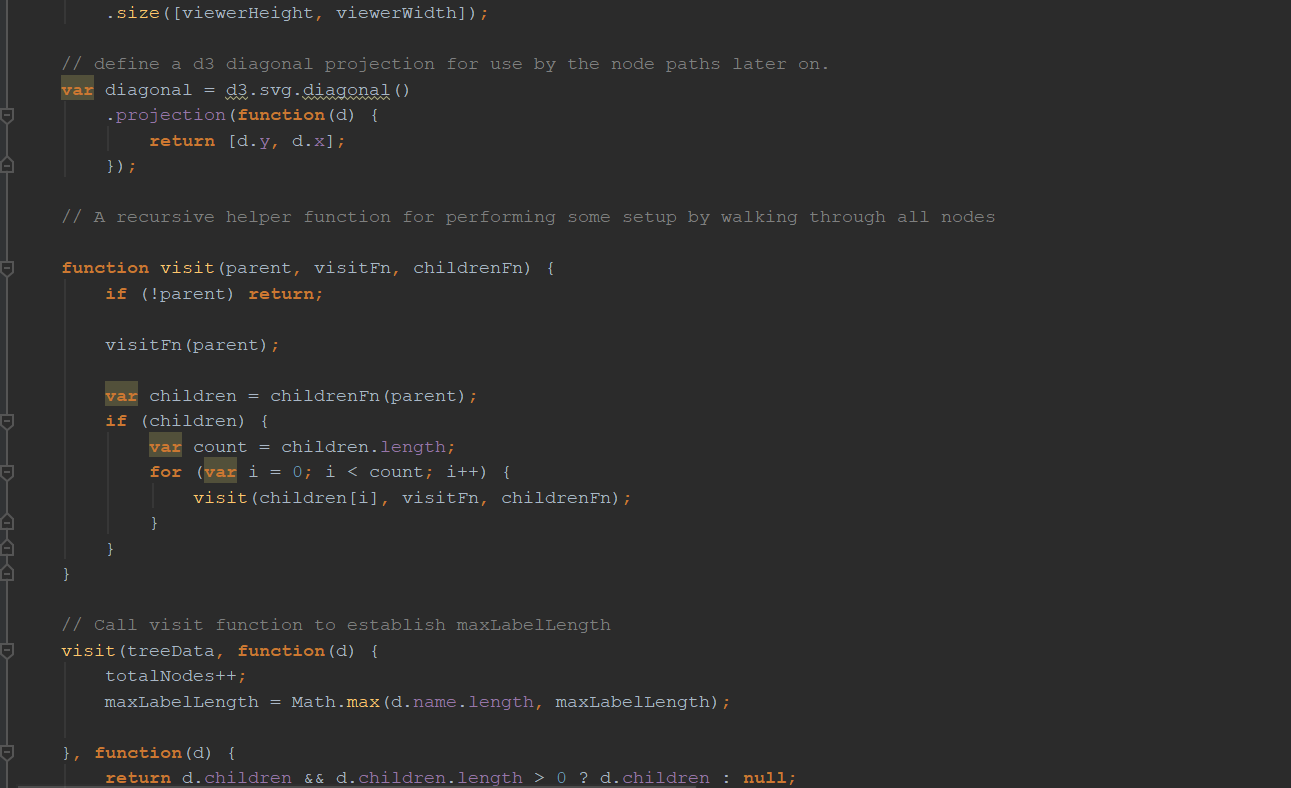 .size([viewerHeight, viewerWidth]);
// define a d3 diagonal projection for use by the node paths later on.
var diagonal = d3.svg.diagonal()
.projection(function(d) {
return [d.y, d.x];
});
// A recursive helper function for performing some setup by walking through all nodes
function visit(parent, visitFn, childrenFn) {
if (!parent) return;
visitFn(parent);
var children = childrenFn(parent);
if (children) {
var count = children.length;
for (var i = 0; i < count; i++) {
visit(children[i], visitFn, childrenFn);
}
}
}
// Call visit function to establish maxLabelLength
visit(treeData, function(d) {
totalNodes++;
maxLabelLength = Math.max(d.name.length, maxLabelLength);
}, function(d) {
return d.children && d.children.length > 0 ? d.children : null;